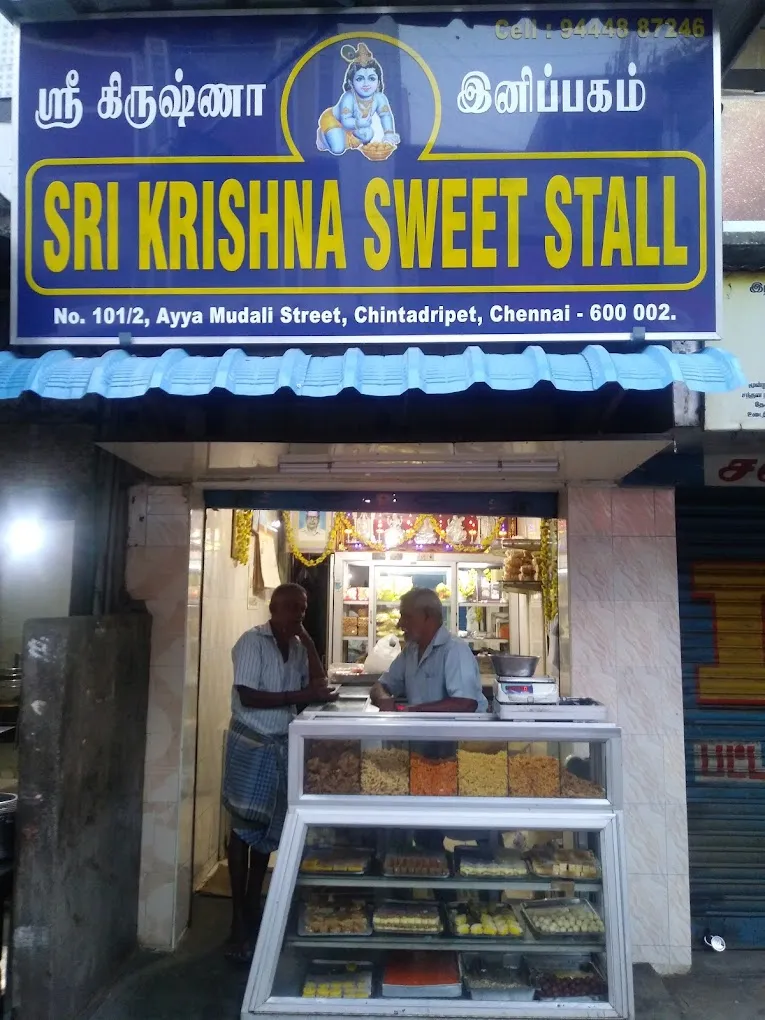 Cell : 94448 87246
ஸ்ரீ கிருஷ்ணா இனிப்பகம்
SRI KRISHNA SWEET STALL
No. 101/2, Ayya Mudali Street, Chintadripet, Chennai - 600 002.